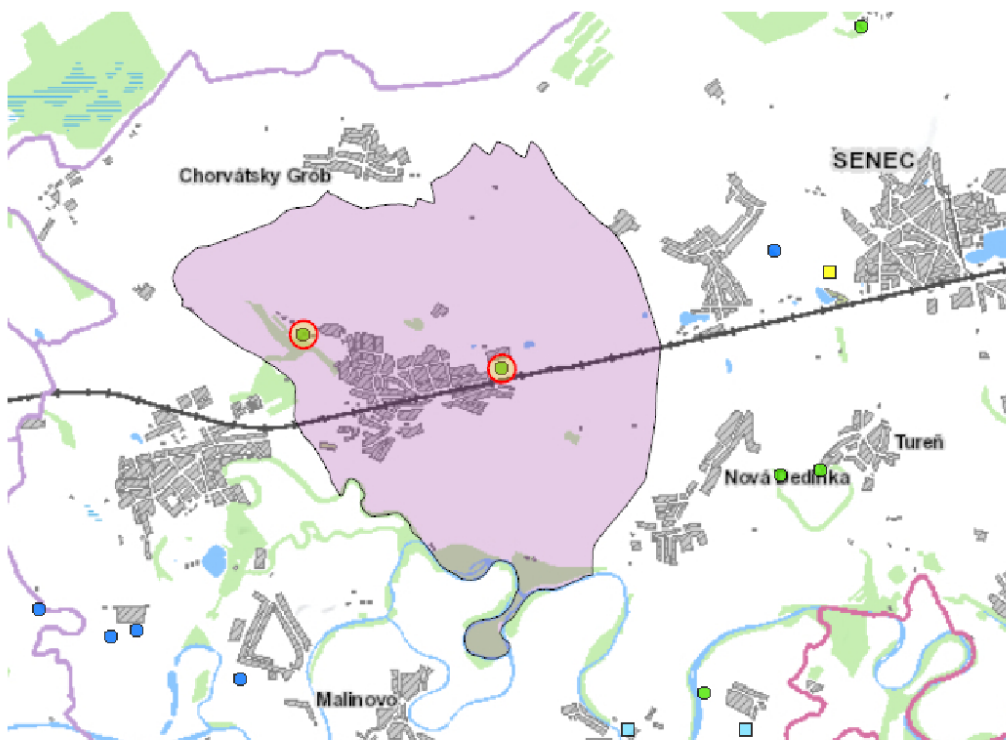 SENEC
Chorvátsky Grob
Tureň
Nová Dedinka
Malinovo